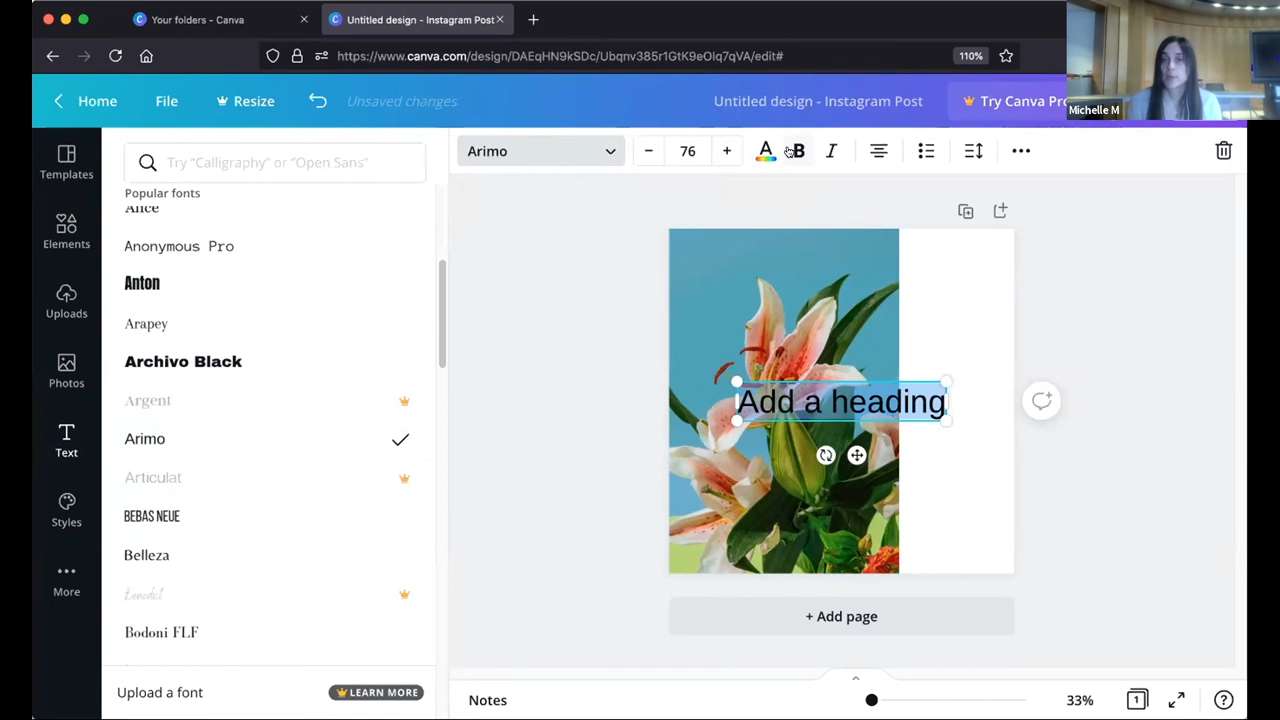 Your folders - Canva
Untitled design - Instagram Post
https://www.canva.com/design/DAEqHN9kSDc/Ubqnv385r1GtK9eOlq7qVA/edit#
110%
Michelle M
Home
File
Resize
Unsaved changes
Untitled design - Instagram Post
Try Canva Pro
Templates
Elements
Uploads
Photos
Text
Styles
More
Try "Calligraphy" or "Open Sans"
Popular fonts
Alice
Anonymous Pro
Anton
Arapey
Archivo Black
Argent
Arimo
Articulat
BEBAS NEUE
Belleza
Benedict
Bodoni FLF
Upload a font
LEARN MORE
Arimo
76
A
B
I
Add a heading
+ Add page
Notes
33%
1